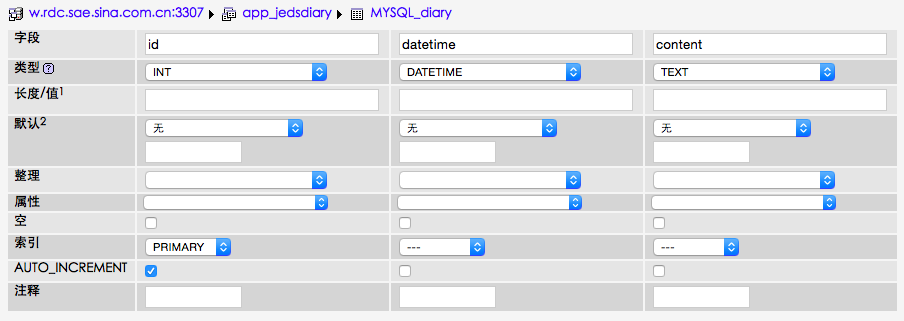 w.rdc.sae.sina.com.cn:3307 app_jedsdiary MYSQL_diary
字段 id datetime content
类型 INT DATETIME TEXT
长度/值1
默认2 无 无 无
整理
属性
空
索引 PRIMARY --- ---
AUTO_INCREMENT
注释